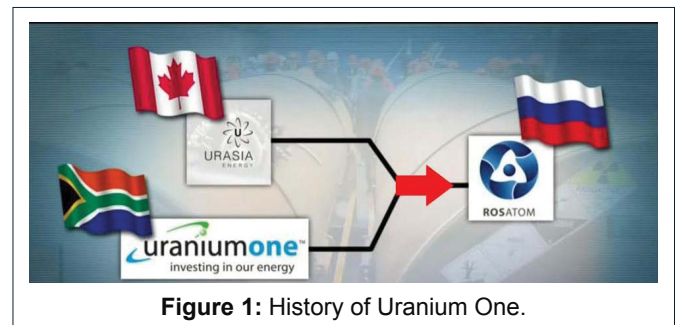 U
URASIA
ENERGY
uraniumone™
investing in our energy
ROSATOM
Figure 1: History of Uranium One.